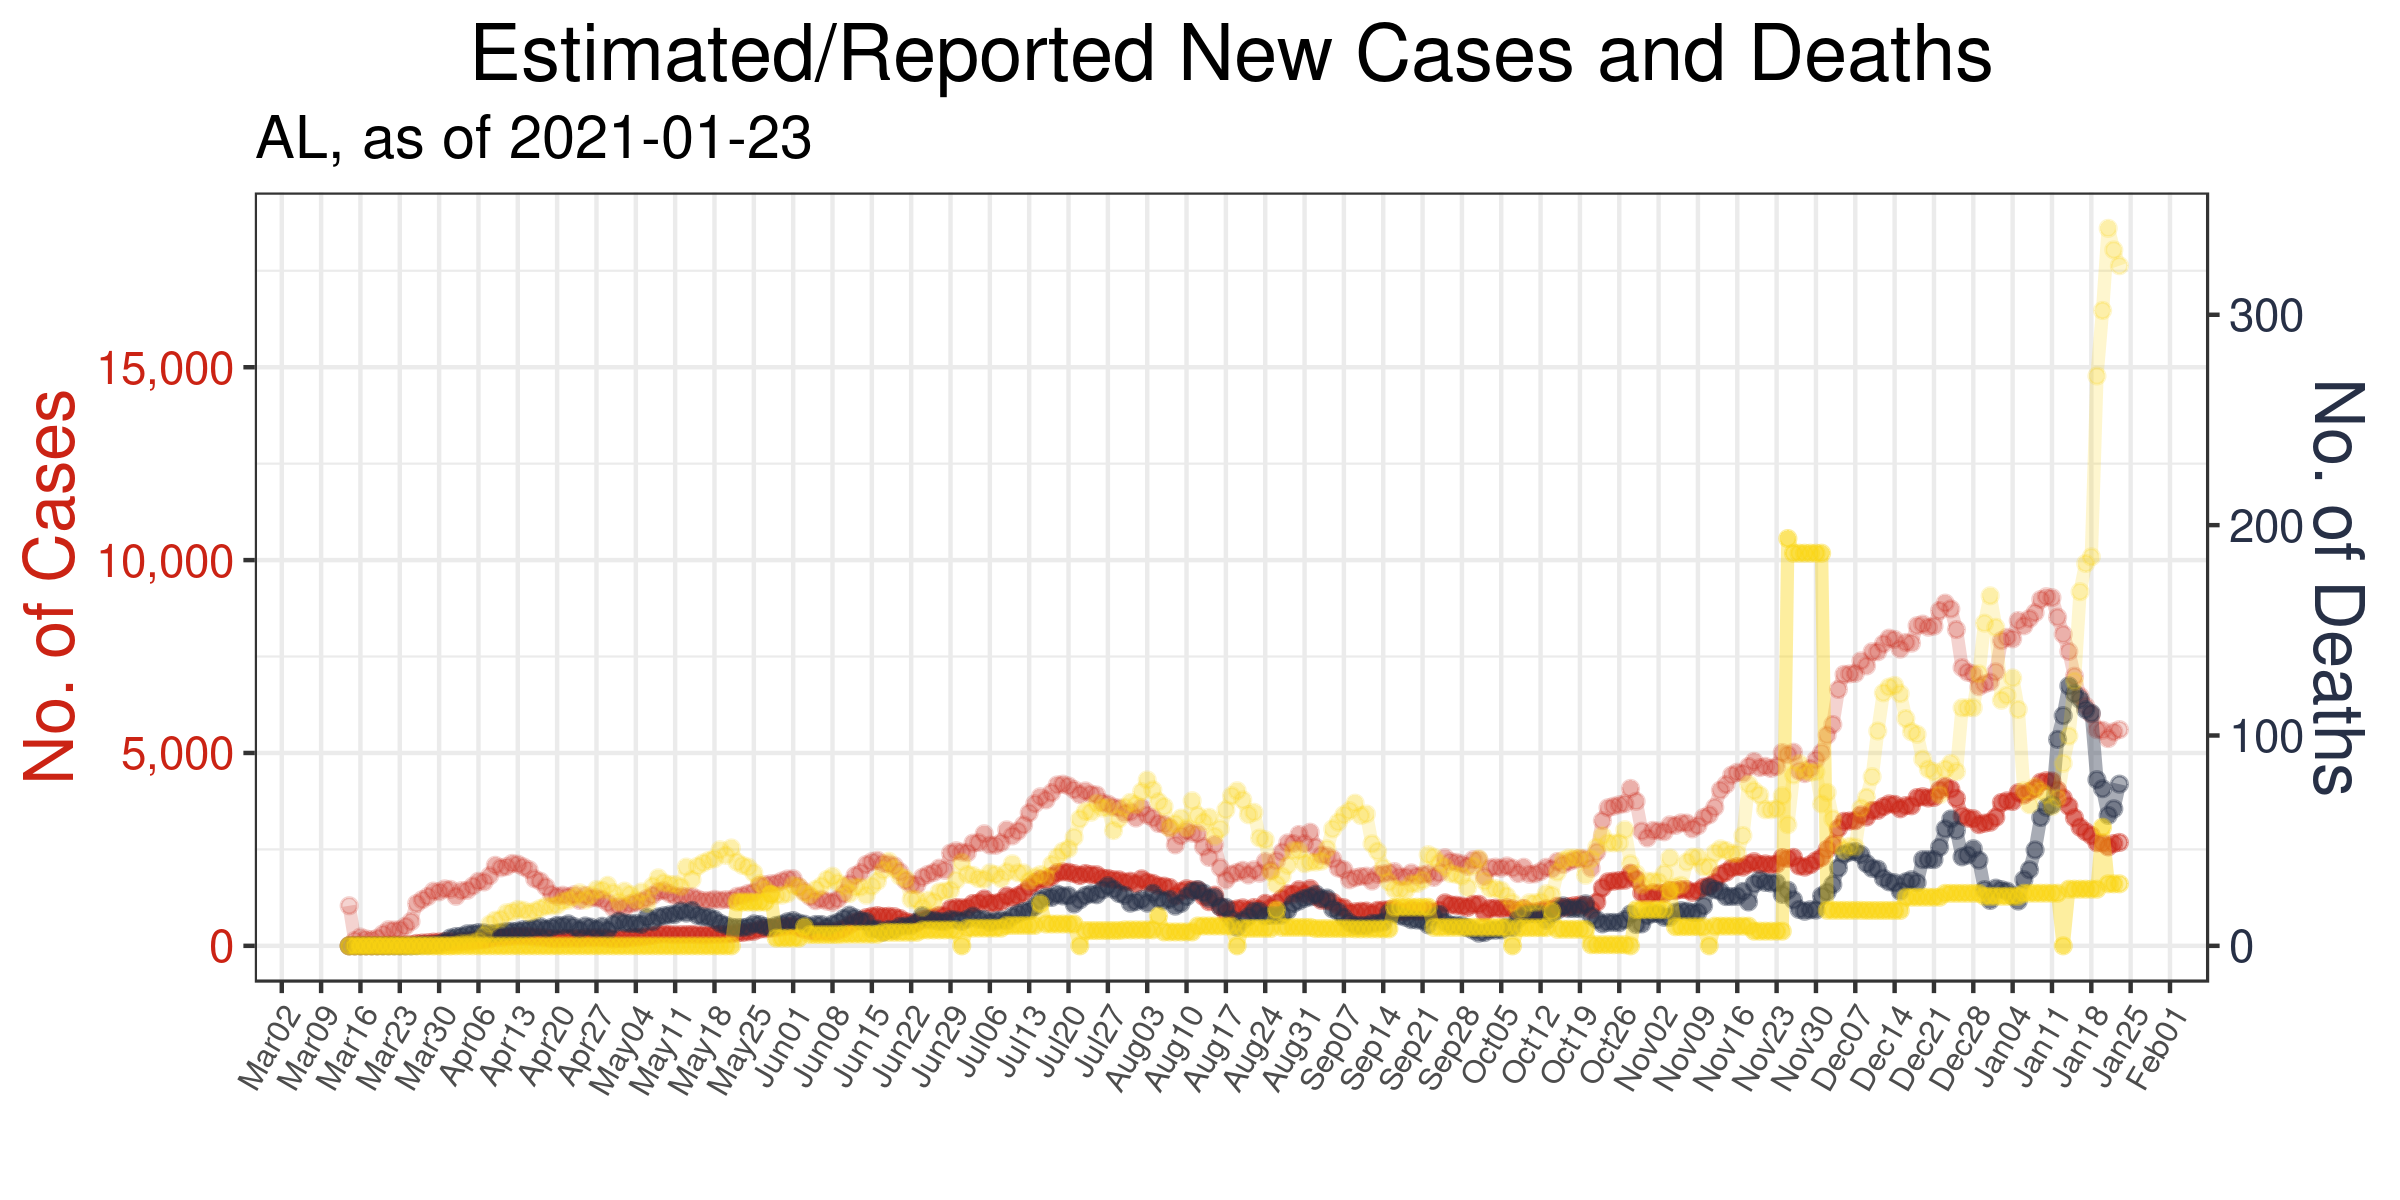 Estimated/Reported New Cases and Deaths
AL, as of 2021-01-23
No. of Cases
15,000
10,000
5,000
0
300
200
100
0
No. of Deaths
Mar02
Mar09
Mar16
Mar23
Mar30
Apr06
Apr13
Apr20
Apr27
May04
May11
May18
May25
Jun01
Jun08
Jun15
Jun22
Jun29
Jul06
Jul13
Jul20
Jul27
Aug03
Aug10
Aug17
Aug24
Aug31
Sep07
Sep14
Sep21
Sep28
Oct05
Oct12
Oct19
Oct26
Nov02
Nov09
Nov16
Nov23
Nov30
Dec07
Dec14
Dec21
Dec28
Jan04
Jan11
Jan18
Jan25
Feb01